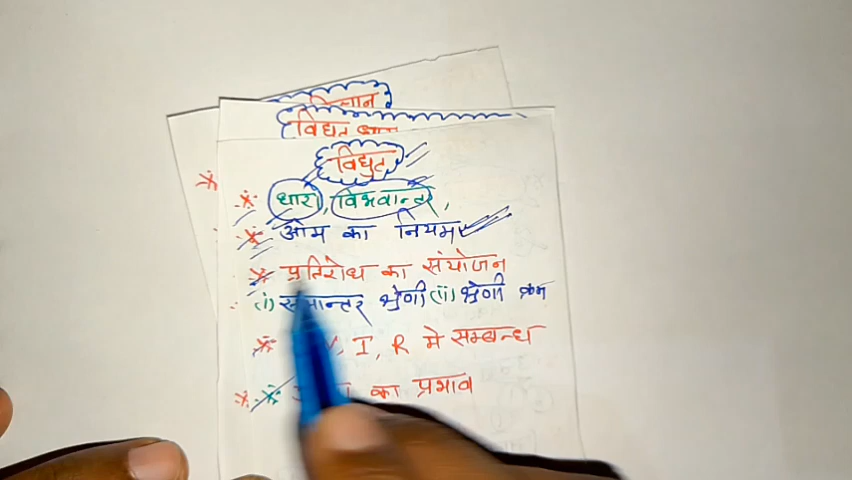 विद्युत
विद्युत
* धारा, विभवान्तर,
* ओम का नियम
* प्रतिरोध का संयोजन
(i) समान्तर श्रेणी (ii) श्रेणी क्रम
* V, I, R मे सम्बन्ध
* का प्रभाव